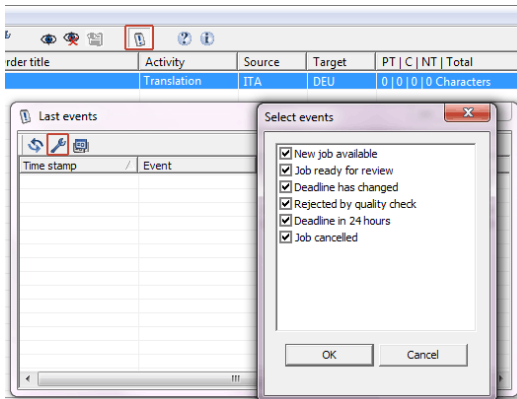 rder title Activity Source Target PT | C | NT | Total
Translation ITA DEU 0 | 0 | 0 | 0 Characters
Last events
Time stamp Event
Select events
New job available
Job ready for review
Deadline has changed
Rejected by quality check
Deadline in 24 hours
Job cancelled
OK Cancel